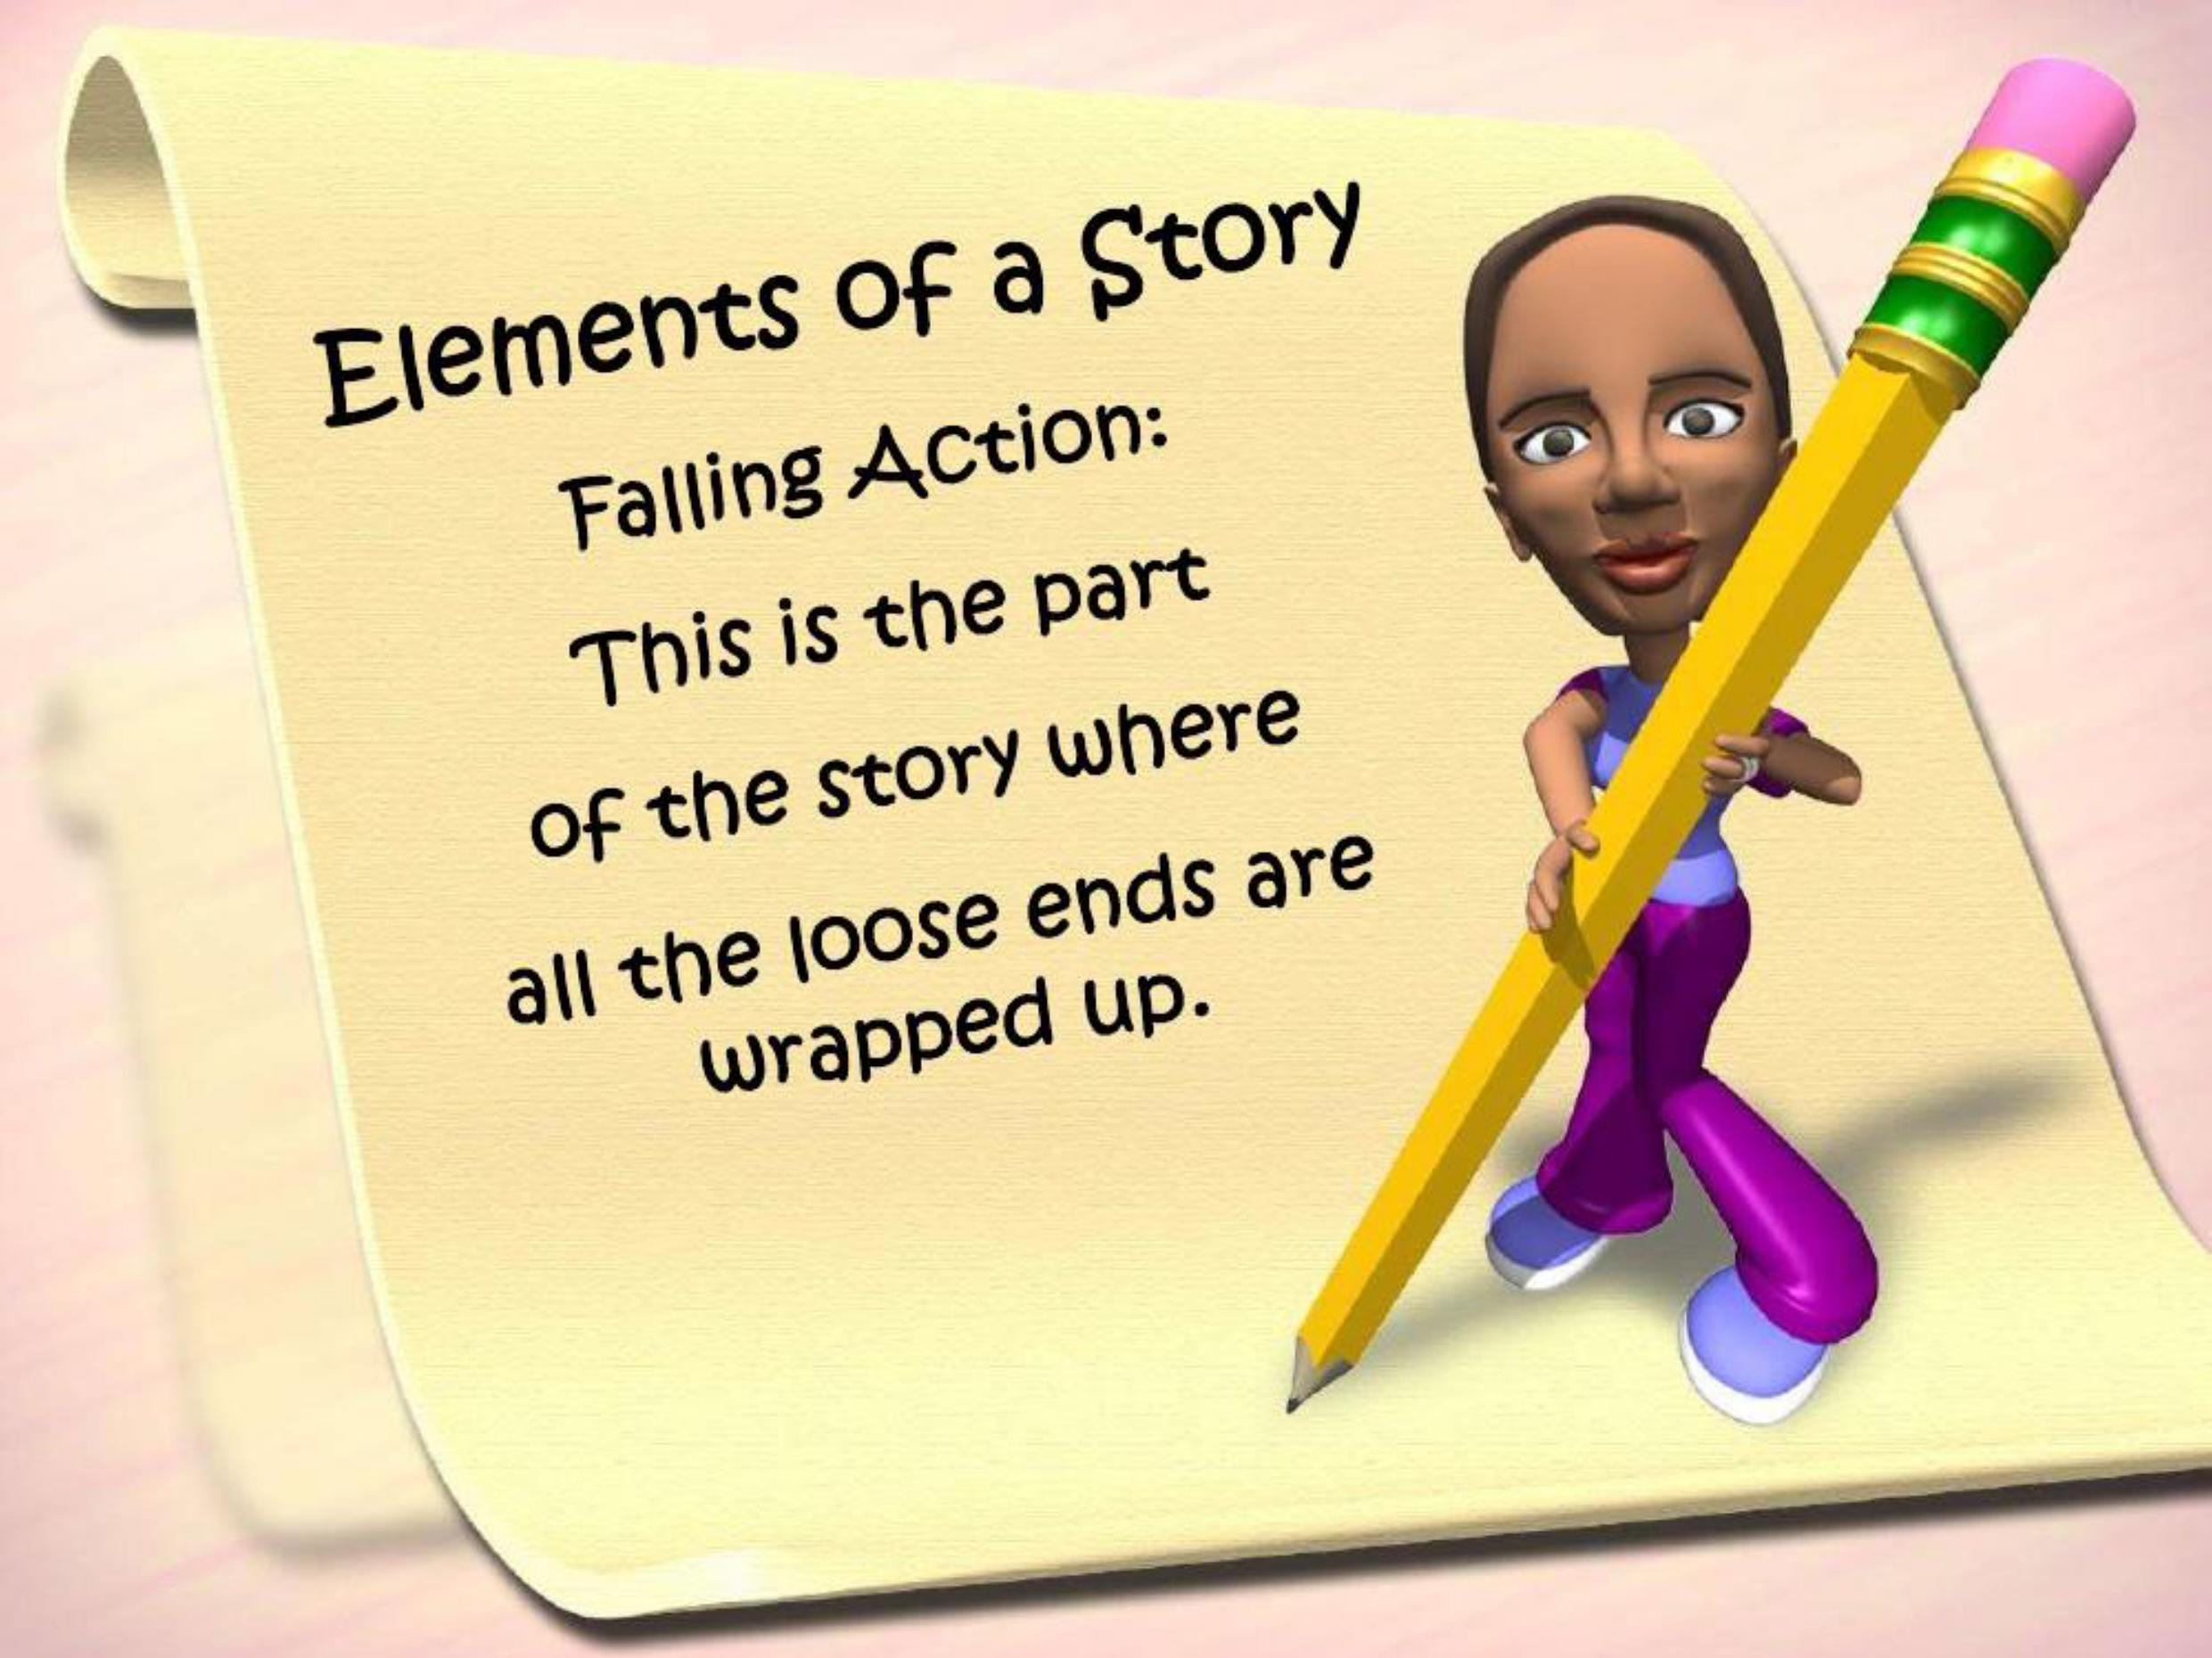 Elements of a Story
Falling Action:
This is the part
of the story where
all the loose ends are
wrapped up.